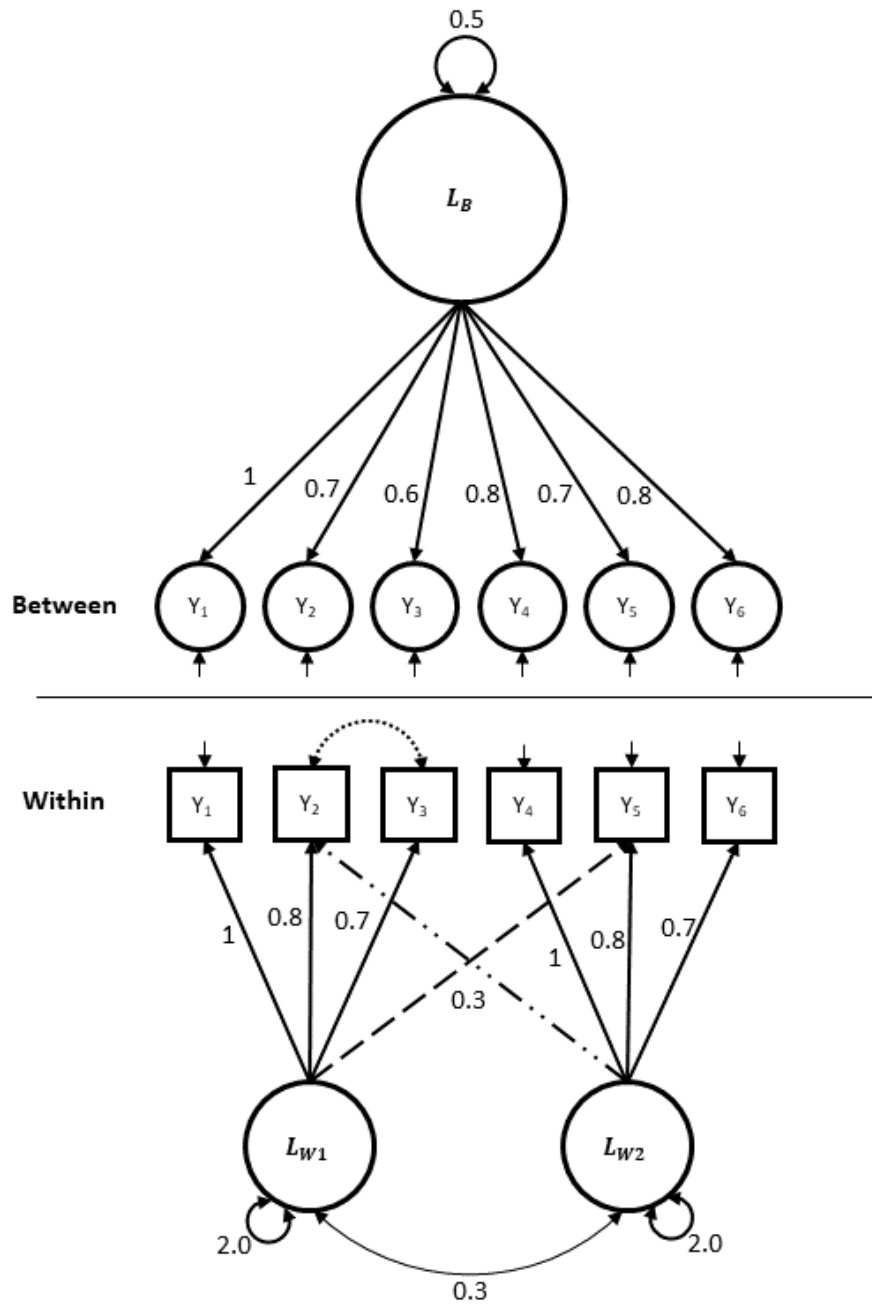 0.5
L_B
1 0.7 0.6 0.8 0.7 0.8
Between
Y₁ Y₂ Y₃ Y₄ Y₅ Y₆
Within
Y₁ Y₂ Y₃ Y₄ Y₅ Y₆
1 0.8 0.7 1 0.8 0.7
0.3
L_W1 L_W2
2.0 2.0
0.3